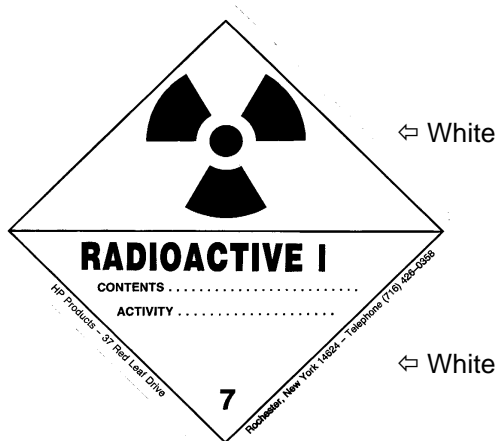 ⇦ White
RADIOACTIVE I
CONTENTS ............................
ACTIVITY .......................
HP Products – 37 Red Leaf Drive
Rochester, New York 14624 – Telephone (716) 426–0358
⇦ White
7